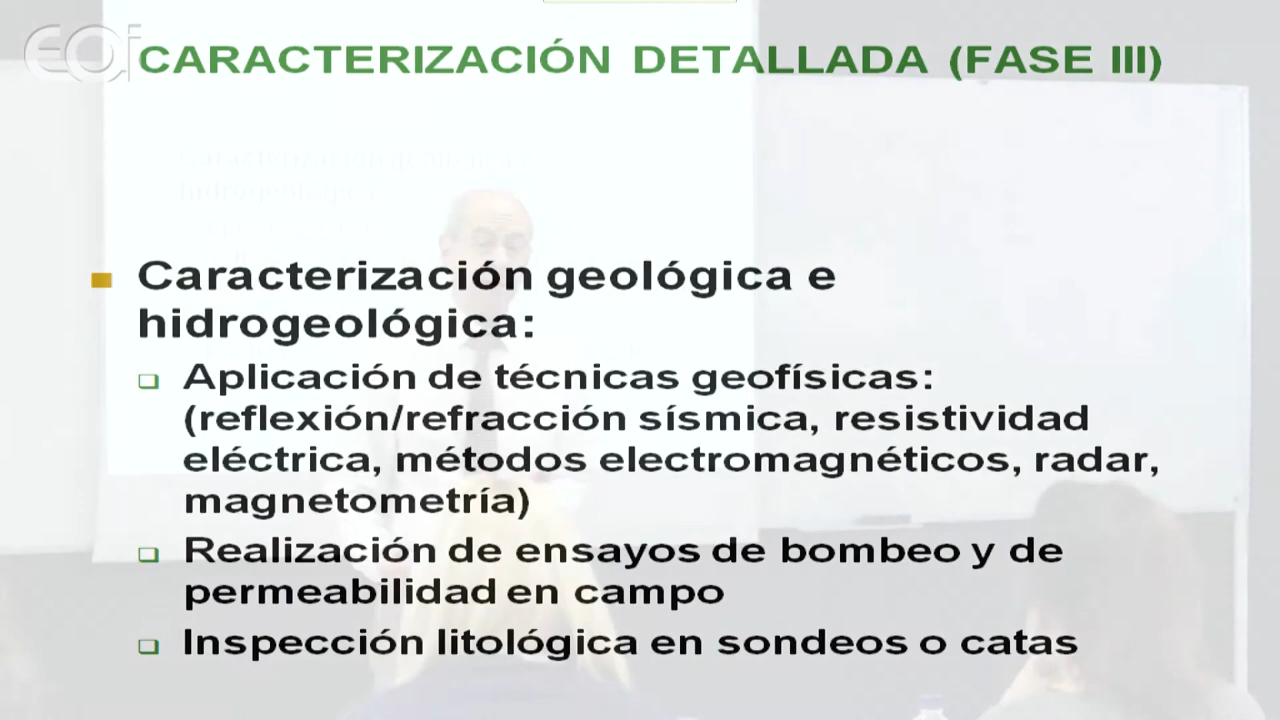 eoi
CARACTERIZACIÓN DETALLADA (FASE III)
Caracterización geológica e
hidrogeológica:
Aplicación de técnicas geofísicas:
(reflexión/refracción sísmica, resistividad
eléctrica, métodos electromagnéticos, radar,
magnetometría)
Realización de ensayos de bombeo y de
permeabilidad en campo
Inspección litológica en sondeos o catas